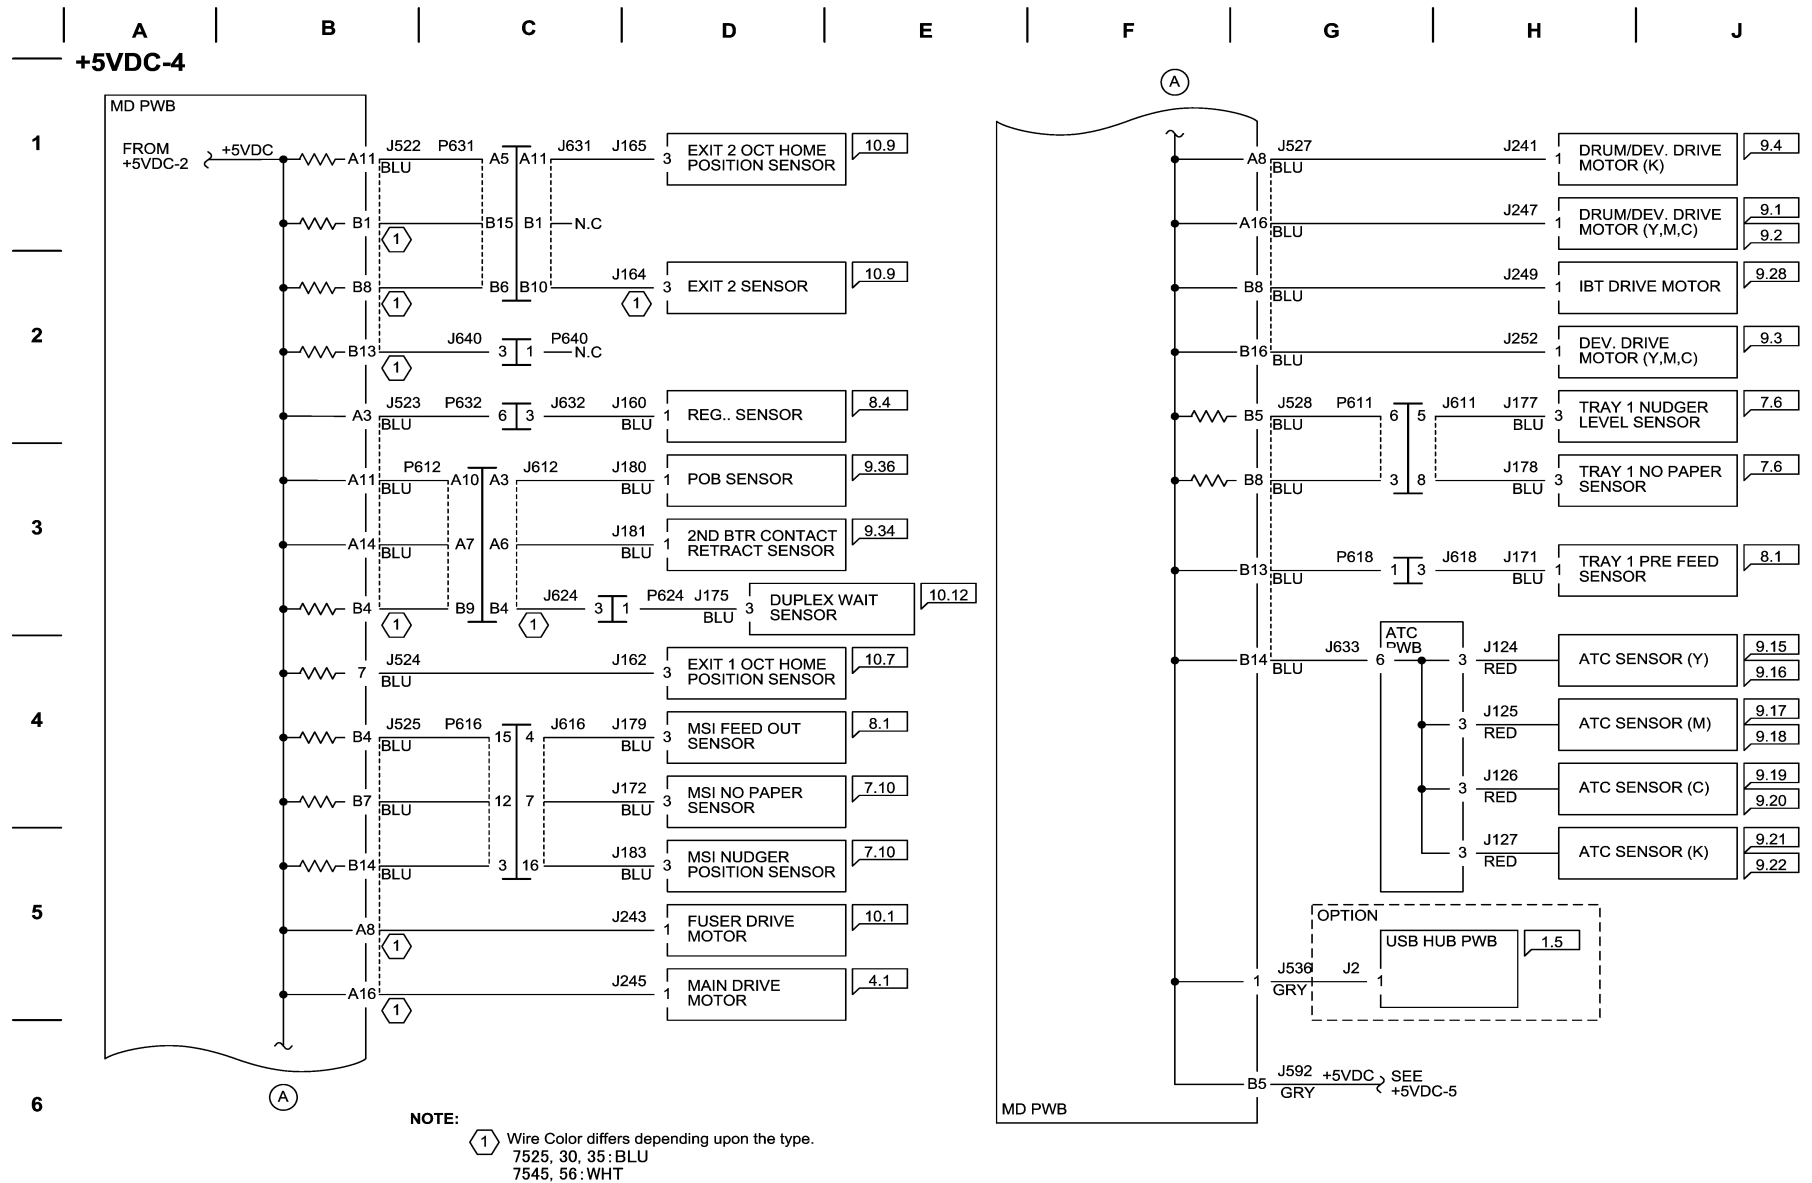 A B C D E F G H J
+5VDC-4
1
2
3
4
5
6
MD PWB
FROM +5VDC
+5VDC-2
A11 J522 P631 A5 A11 J631 J165 3 EXIT 2 OCT HOME 10.9
BLU POSITION SENSOR
B1 B15 B1 N.C
1
B8 B6 B10 J164 3 EXIT 2 SENSOR 10.9
1 1
B13 J640 3 1 P640 N.C
1
A3 J523 P632 6 3 J632 J160 1 REG.. SENSOR 8.4
BLU BLU
A11 P612 A10 A3 J612 J180 1 POB SENSOR 9.36
BLU BLU
A14 A7 A6 J181 1 2ND BTR CONTACT 9.34
BLU BLU RETRACT SENSOR
B4 B9 B4 J624 3 1 P624 J175 3 DUPLEX WAIT 10.12
1 1 BLU SENSOR
7 J524 J162 3 EXIT 1 OCT HOME 10.7
BLU POSITION SENSOR
B4 J525 P616 15 4 J616 J179 3 MSI FEED OUT 8.1
BLU BLU SENSOR
B7 12 7 J172 3 MSI NO PAPER 7.10
BLU BLU SENSOR
B14 3 16 J183 3 MSI NUDGER 7.10
BLU BLU POSITION SENSOR
A8 J243 1 FUSER DRIVE 10.1
1 MOTOR
A16 J245 1 MAIN DRIVE 4.1
1 MOTOR
A
NOTE:
1 Wire Color differs depending upon the type.
7525, 30, 35:BLU
7545, 56:WHT
A
A8 J527 J241 1 DRUM/DEV. DRIVE 9.4
BLU MOTOR (K)
A16 J247 1 DRUM/DEV. DRIVE 9.1
BLU MOTOR (Y,M,C) 9.2
B8 J249 1 IBT DRIVE MOTOR 9.28
BLU
B16 J252 1 DEV. DRIVE 9.3
BLU MOTOR (Y,M,C)
B5 J528 P611 6 5 J611 J177 3 TRAY 1 NUDGER 7.6
BLU BLU LEVEL SENSOR
B8 3 8 J178 3 TRAY 1 NO PAPER 7.6
BLU BLU SENSOR
B13 P618 1 3 J618 J171 1 TRAY 1 PRE FEED 8.1
BLU BLU SENSOR
ATC
PWB
B14 J633 6 3 J124 ATC SENSOR (Y) 9.15
BLU RED 9.16
3 J125 ATC SENSOR (M) 9.17
RED 9.18
3 J126 ATC SENSOR (C) 9.19
RED 9.20
3 J127 ATC SENSOR (K) 9.21
RED 9.22
OPTION
USB HUB PWB 1.5
1 J536 J2 1
GRY
B5 J592 +5VDC SEE
GRY +5VDC-5
MD PWB